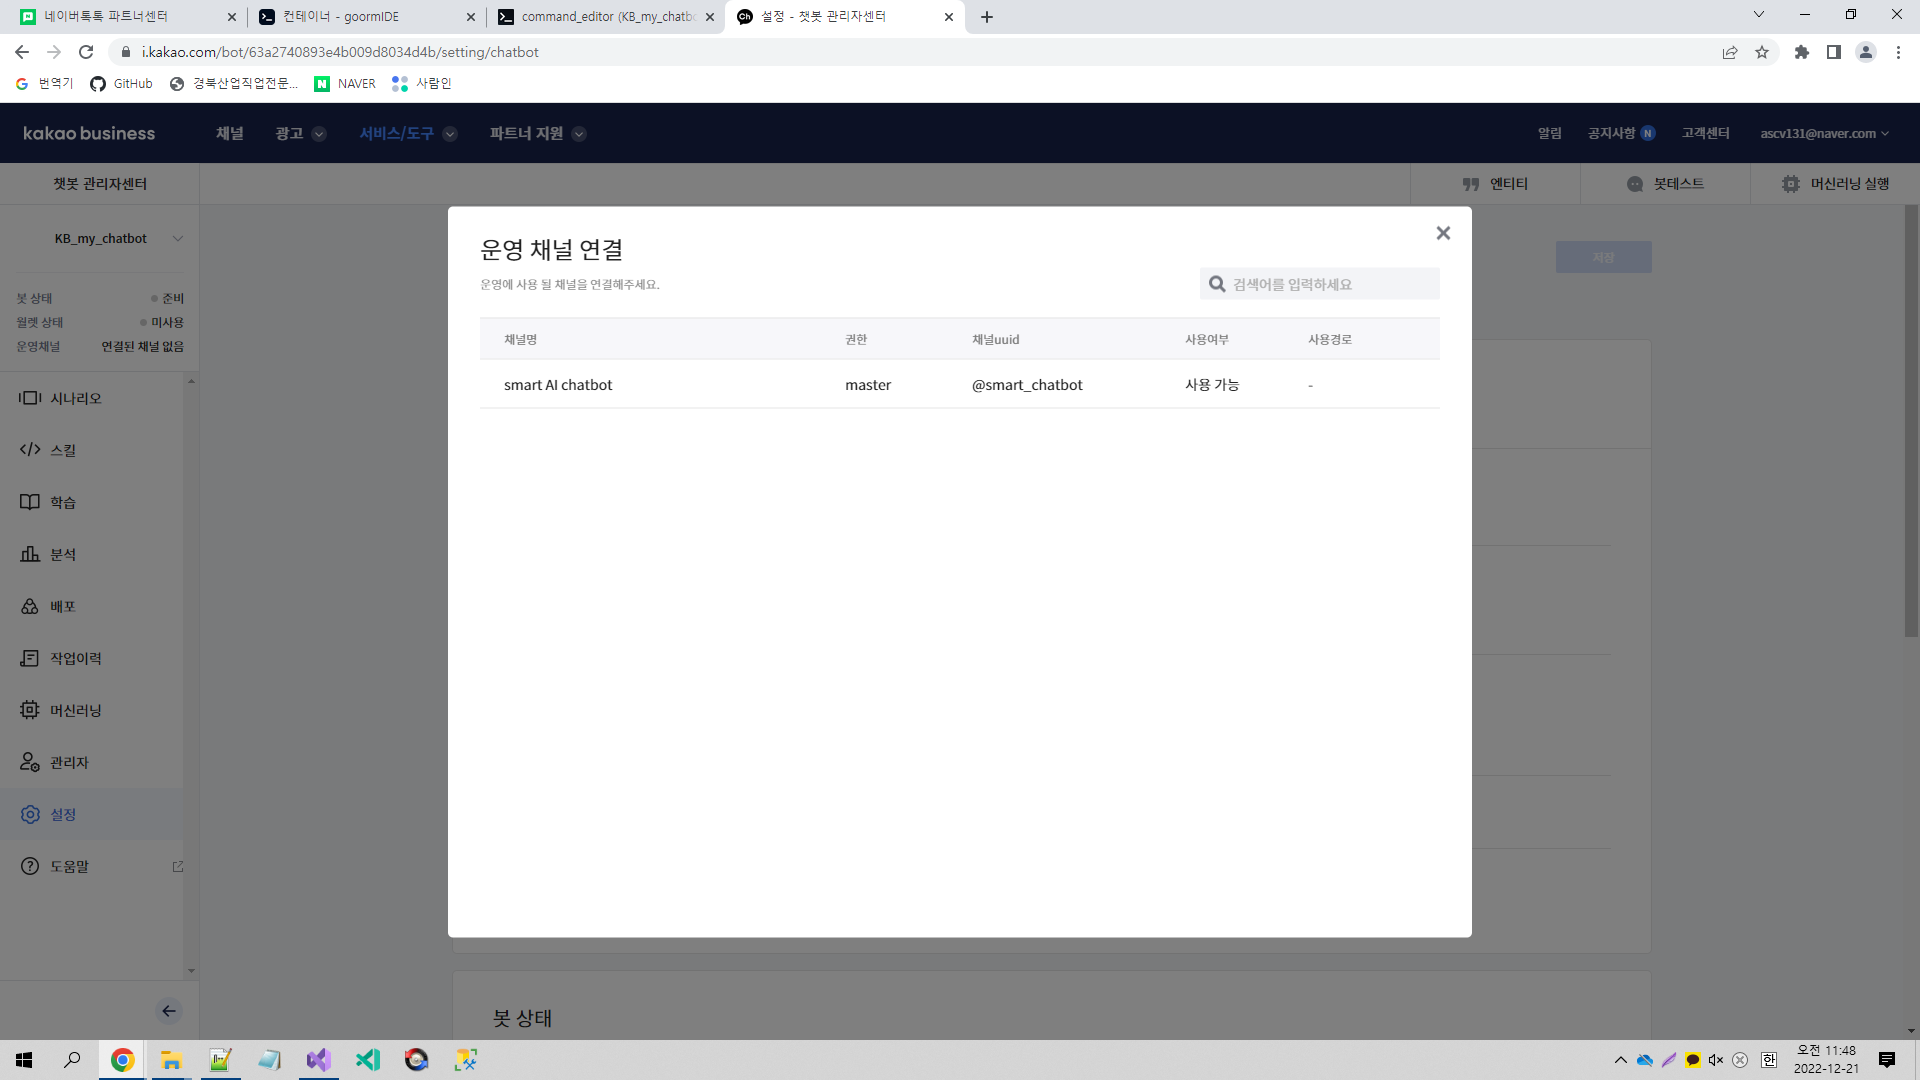 네이버톡톡 파트너센터
컨테이너 - goormIDE
command_editor (KB_my_chatbo
설정 - 챗봇 관리자센터
i.kakao.com/bot/63a2740893e4b009d8034d4b/setting/chatbot
번역기
GitHub
경북산업직업전문...
NAVER
사람인
kakao business
채널
광고
서비스/도구
파트너 지원
알림
공지사항 N
고객센터
ascv131@naver.com
챗봇 관리자센터
엔티티
봇테스트
머신러닝 실행
KB_my_chatbot
봇 상태 준비
월렛 상태 미사용
운영채널 연결된 채널 없음
시나리오
스킬
학습
분석
배포
작업이력
머신러닝
관리자
설정
도움말
저장
운영 채널 연결
운영에 사용 될 채널을 연결해주세요.
검색어를 입력하세요
채널명 권한 채널uuid 사용여부 사용경로
smart AI chatbot master @smart_chatbot 사용 가능 -
봇 상태
한
오전 11:48
2022-12-21